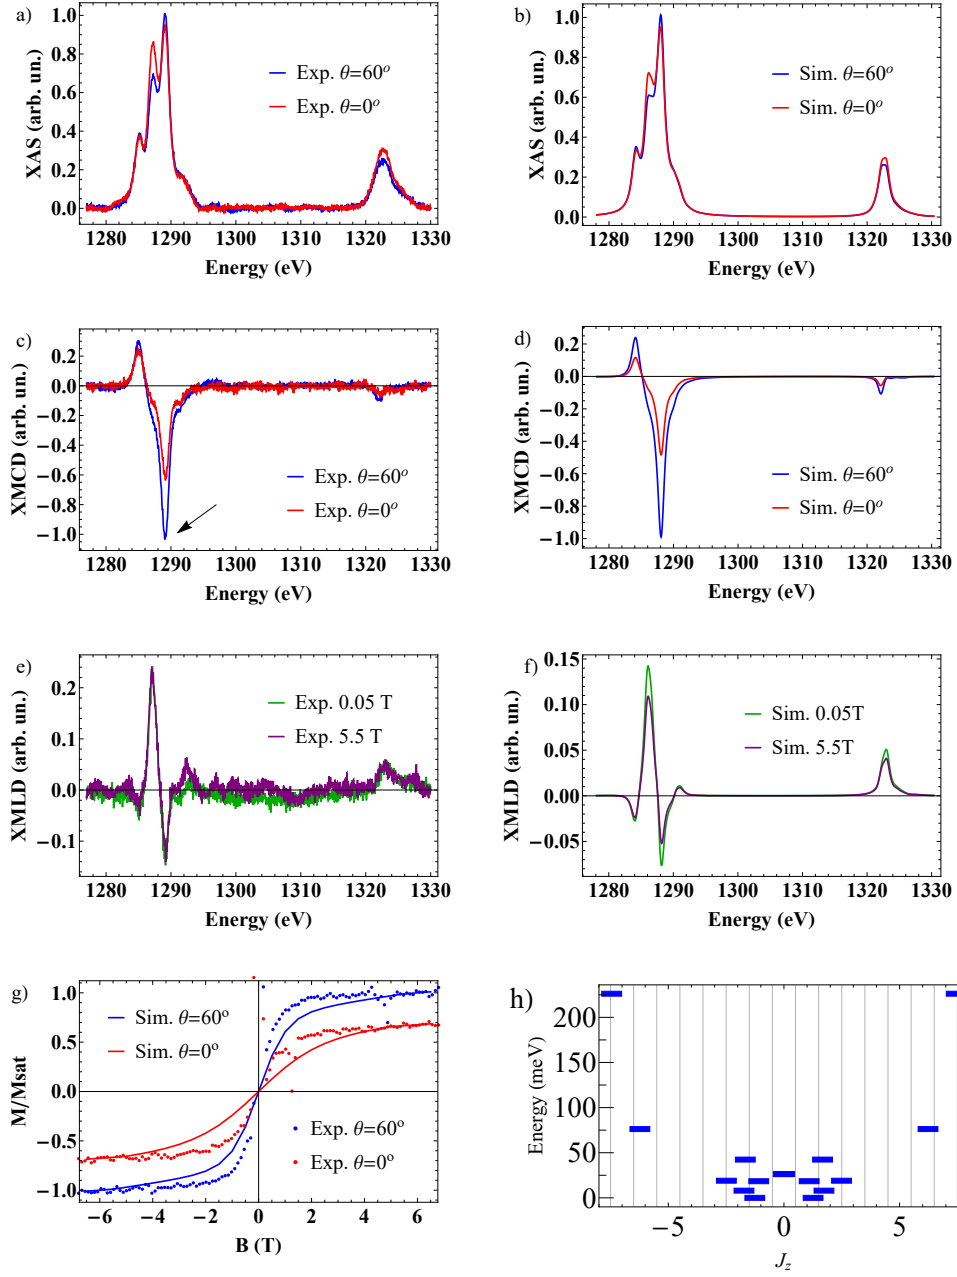 a)
XAS (arb. un.)
1.0
0.8
0.6
0.4
0.2
0.0
Exp. θ=60°
Exp. θ=0°
1280 1290 1300 1310 1320 1330
Energy (eV)
b)
XAS (arb. un.)
1.0
0.8
0.6
0.4
0.2
0.0
Sim. θ=60°
Sim. θ=0°
1280 1290 1300 1310 1320 1330
Energy (eV)
c)
XMCD (arb. un.)
0.2
0.0
−0.2
−0.4
−0.6
−0.8
−1.0
Exp. θ=60°
Exp. θ=0°
1280 1290 1300 1310 1320 1330
Energy (eV)
d)
XMCD (arb. un.)
0.2
0.0
−0.2
−0.4
−0.6
−0.8
−1.0
Sim. θ=60°
Sim. θ=0°
1280 1290 1300 1310 1320 1330
Energy (eV)
e)
XMLD (arb. un.)
0.2
0.1
0.0
−0.1
Exp. 0.05 T
Exp. 5.5 T
1280 1290 1300 1310 1320 1330
Energy (eV)
f)
XMLD (arb. un.)
0.15
0.10
0.05
0.00
−0.05
Sim. 0.05T
Sim. 5.5T
1280 1290 1300 1310 1320 1330
Energy (eV)
g)
M/Msat
1.0
0.5
0.0
−0.5
−1.0
Sim. θ=60°
Sim. θ=0°
Exp. θ=60°
Exp. θ=0°
−6 −4 −2 0 2 4 6
B (T)
h)
Energy (meV)
200
150
100
50
0
−5 0 5
Jz